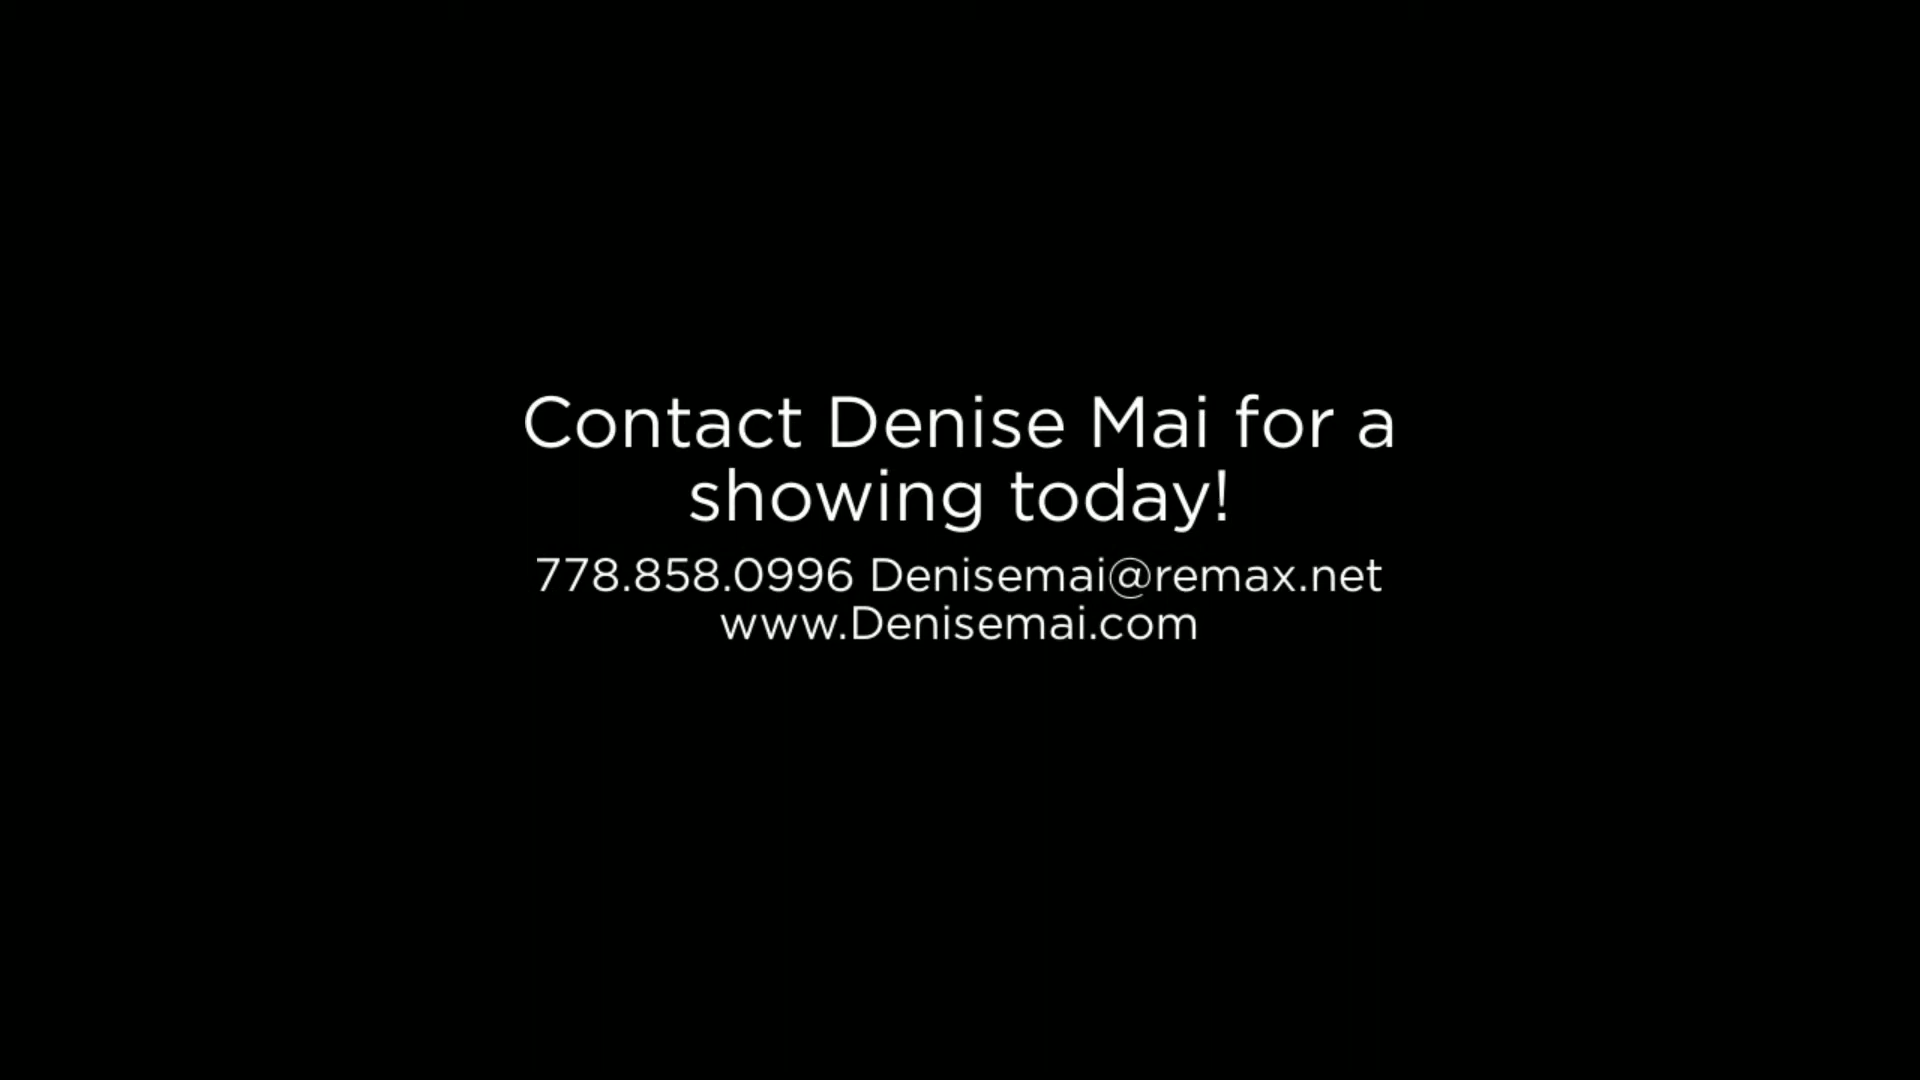 Contact Denise Mai for a
showing today!
778.858.0996 Denisemai@remax.net
www.Denisemai.com